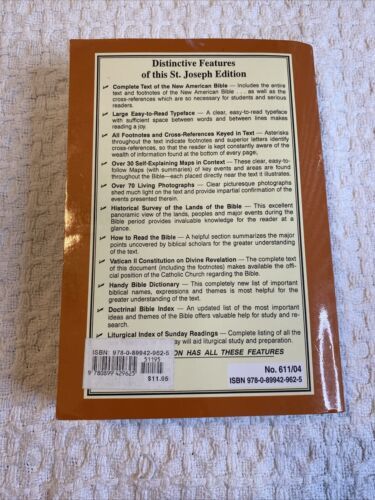 Distinctive Features
of this St. Joseph Edition
✓ Complete Text of the New American Bible — Includes the entire
text and footnotes of the New American Bible . . . as well as the
cross-references which are so necessary for students and serious
readers.
✓ Large Easy-to-Read Typeface — A clear, easy-to-read typeface
with sufficient space between words and between lines makes
reading a joy.
✓ All Footnotes and Cross-References Keyed in Text — Asterisks
throughout the text indicate footnotes and superior letters identify
cross-references, so that the reader is kept constantly aware of the
wealth of information found at the bottom of every page.
✓ Over 30 Self-Explaining Maps in Context — These clear, easy-to-
follow Maps (with summaries) of key events and areas are found
throughout the Bible—each placed directly near the text it illustrates.
✓ Over 70 Living Photographs — Clear picturesque photographs
shed much light on the text and provide impartial confirmation of the
events presented therein.
✓ Historical Survey of the Lands of the Bible — This excellent
panoramic view of the lands, peoples and major events during the
Bible period provides invaluable knowledge for the reader at a
glance.
✓ How to Read the Bible — A helpful section summarizes the major
points uncovered by biblical scholars for the greater understanding
of the text.
✓ Vatican II Constitution on Divine Revelation — The complete text
of this document (including the footnotes) makes available the offi-
cial position of the Catholic Church regarding the Bible.
✓ Handy Bible Dictionary — This completely new list of important
biblical names, expressions and themes is most helpful for the
greater understanding of the text.
✓ Doctrinal Bible Index — An updated list of the most important
ideas and themes of the Bible offers valuable help for study and re-
search.
✓ Liturgical Index of Sunday Readings — Complete listing of all the
ay will aid liturgical study and preparation.
ON HAS ALL THESE FEATURES
ISBN: 978-0-89942-962-5
51195
9780899429625
$11.95
No. 611/04
ISBN 978-0-89942-962-5